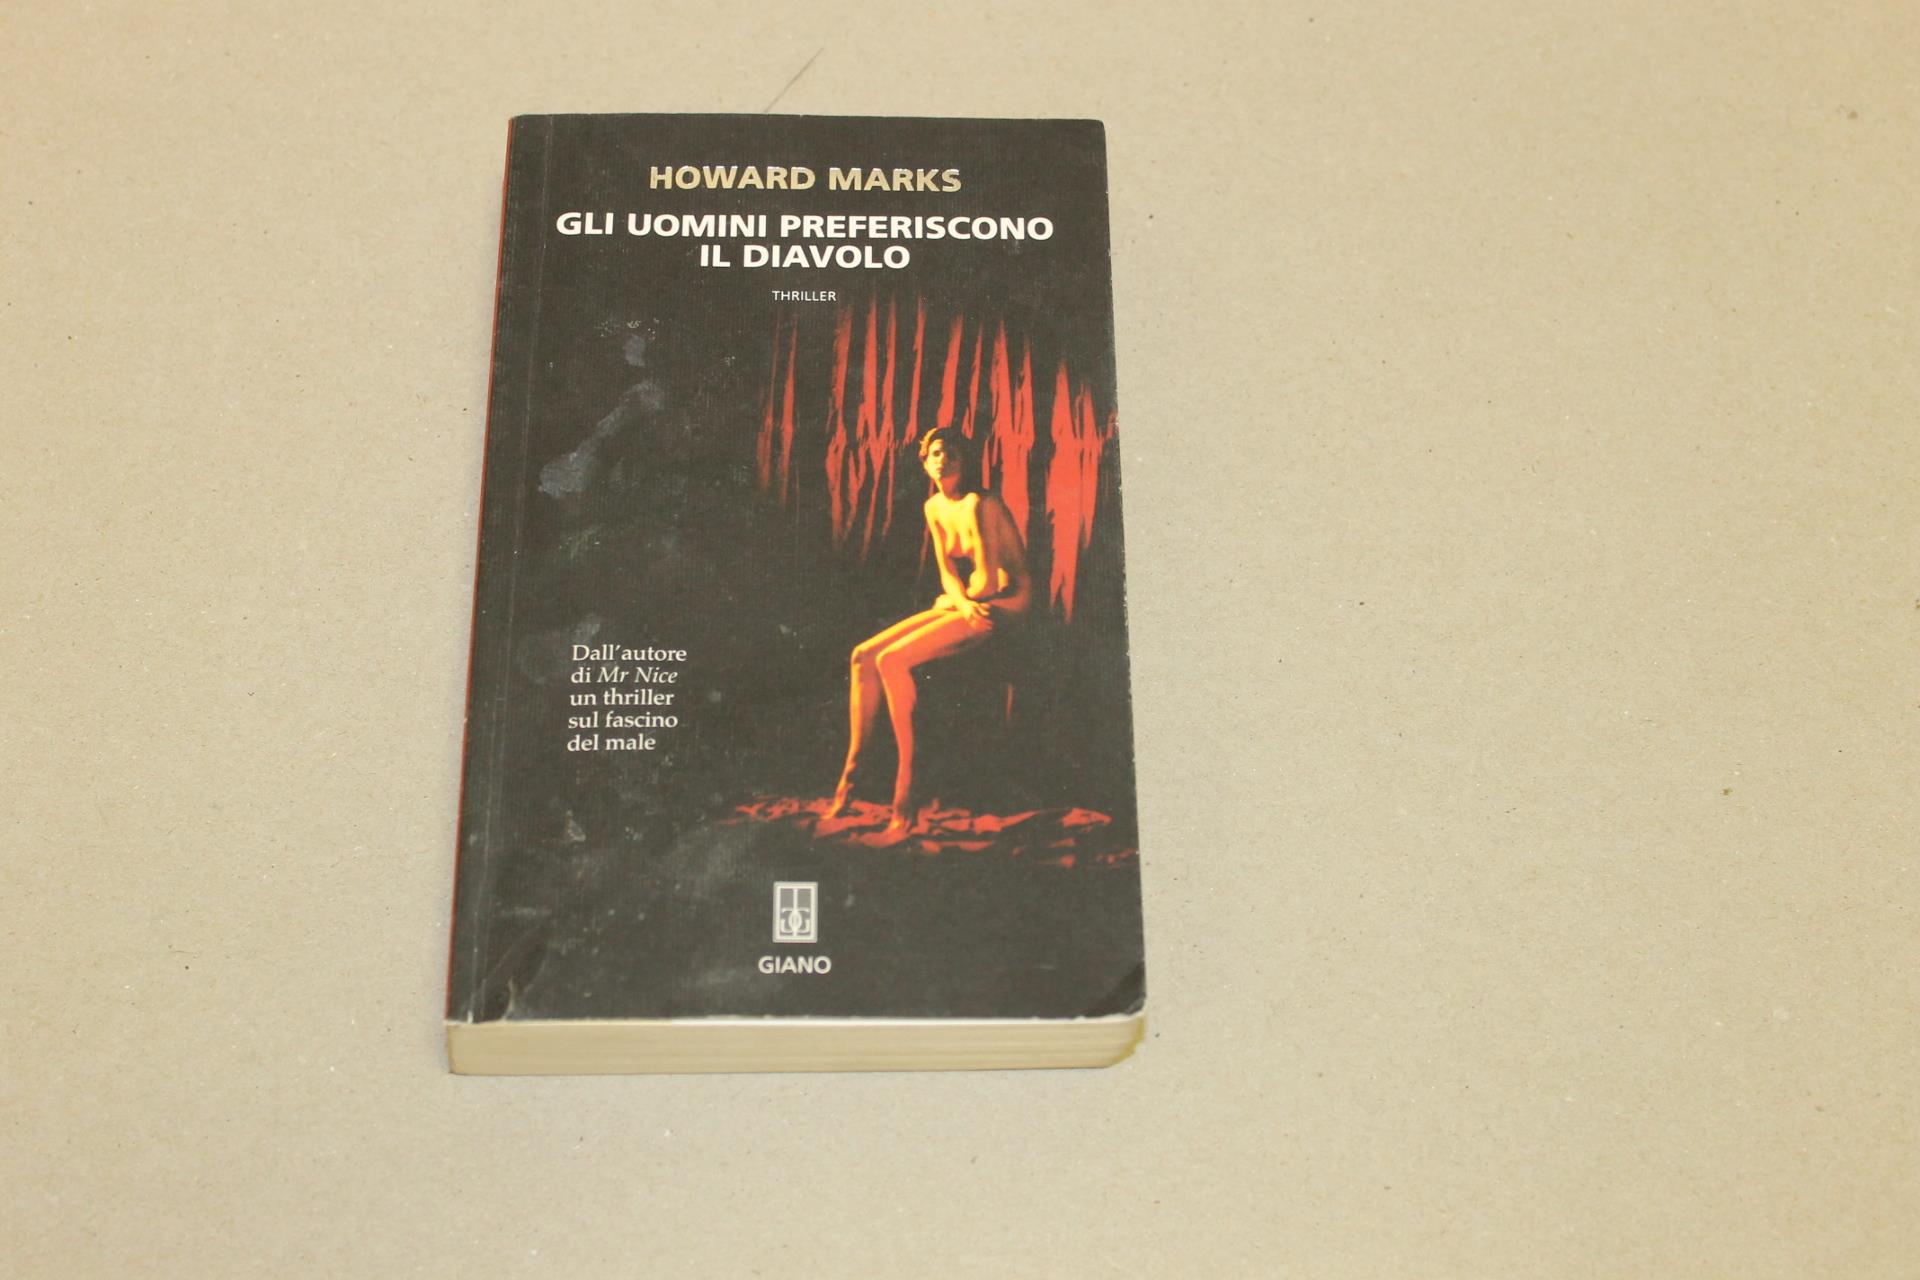 HOWARD MARKS
GLI UOMINI PREFERISCONO
IL DIAVOLO
THRILLER
Dall'autore
di Mr Nice
un thriller
sul fascino
del male
GIANO